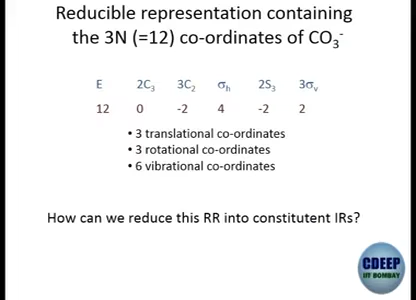 Reducible representation containing
the 3N (=12) co-ordinates of CO₃⁻
E 2C₃ 3C₂ σₕ 2S₃ 3σᵥ
12 0 -2 4 -2 2
• 3 translational co-ordinates
• 3 rotational co-ordinates
• 6 vibrational co-ordinates
How can we reduce this RR into constitutent IRs?
CDEEP
IIT BOMBAY